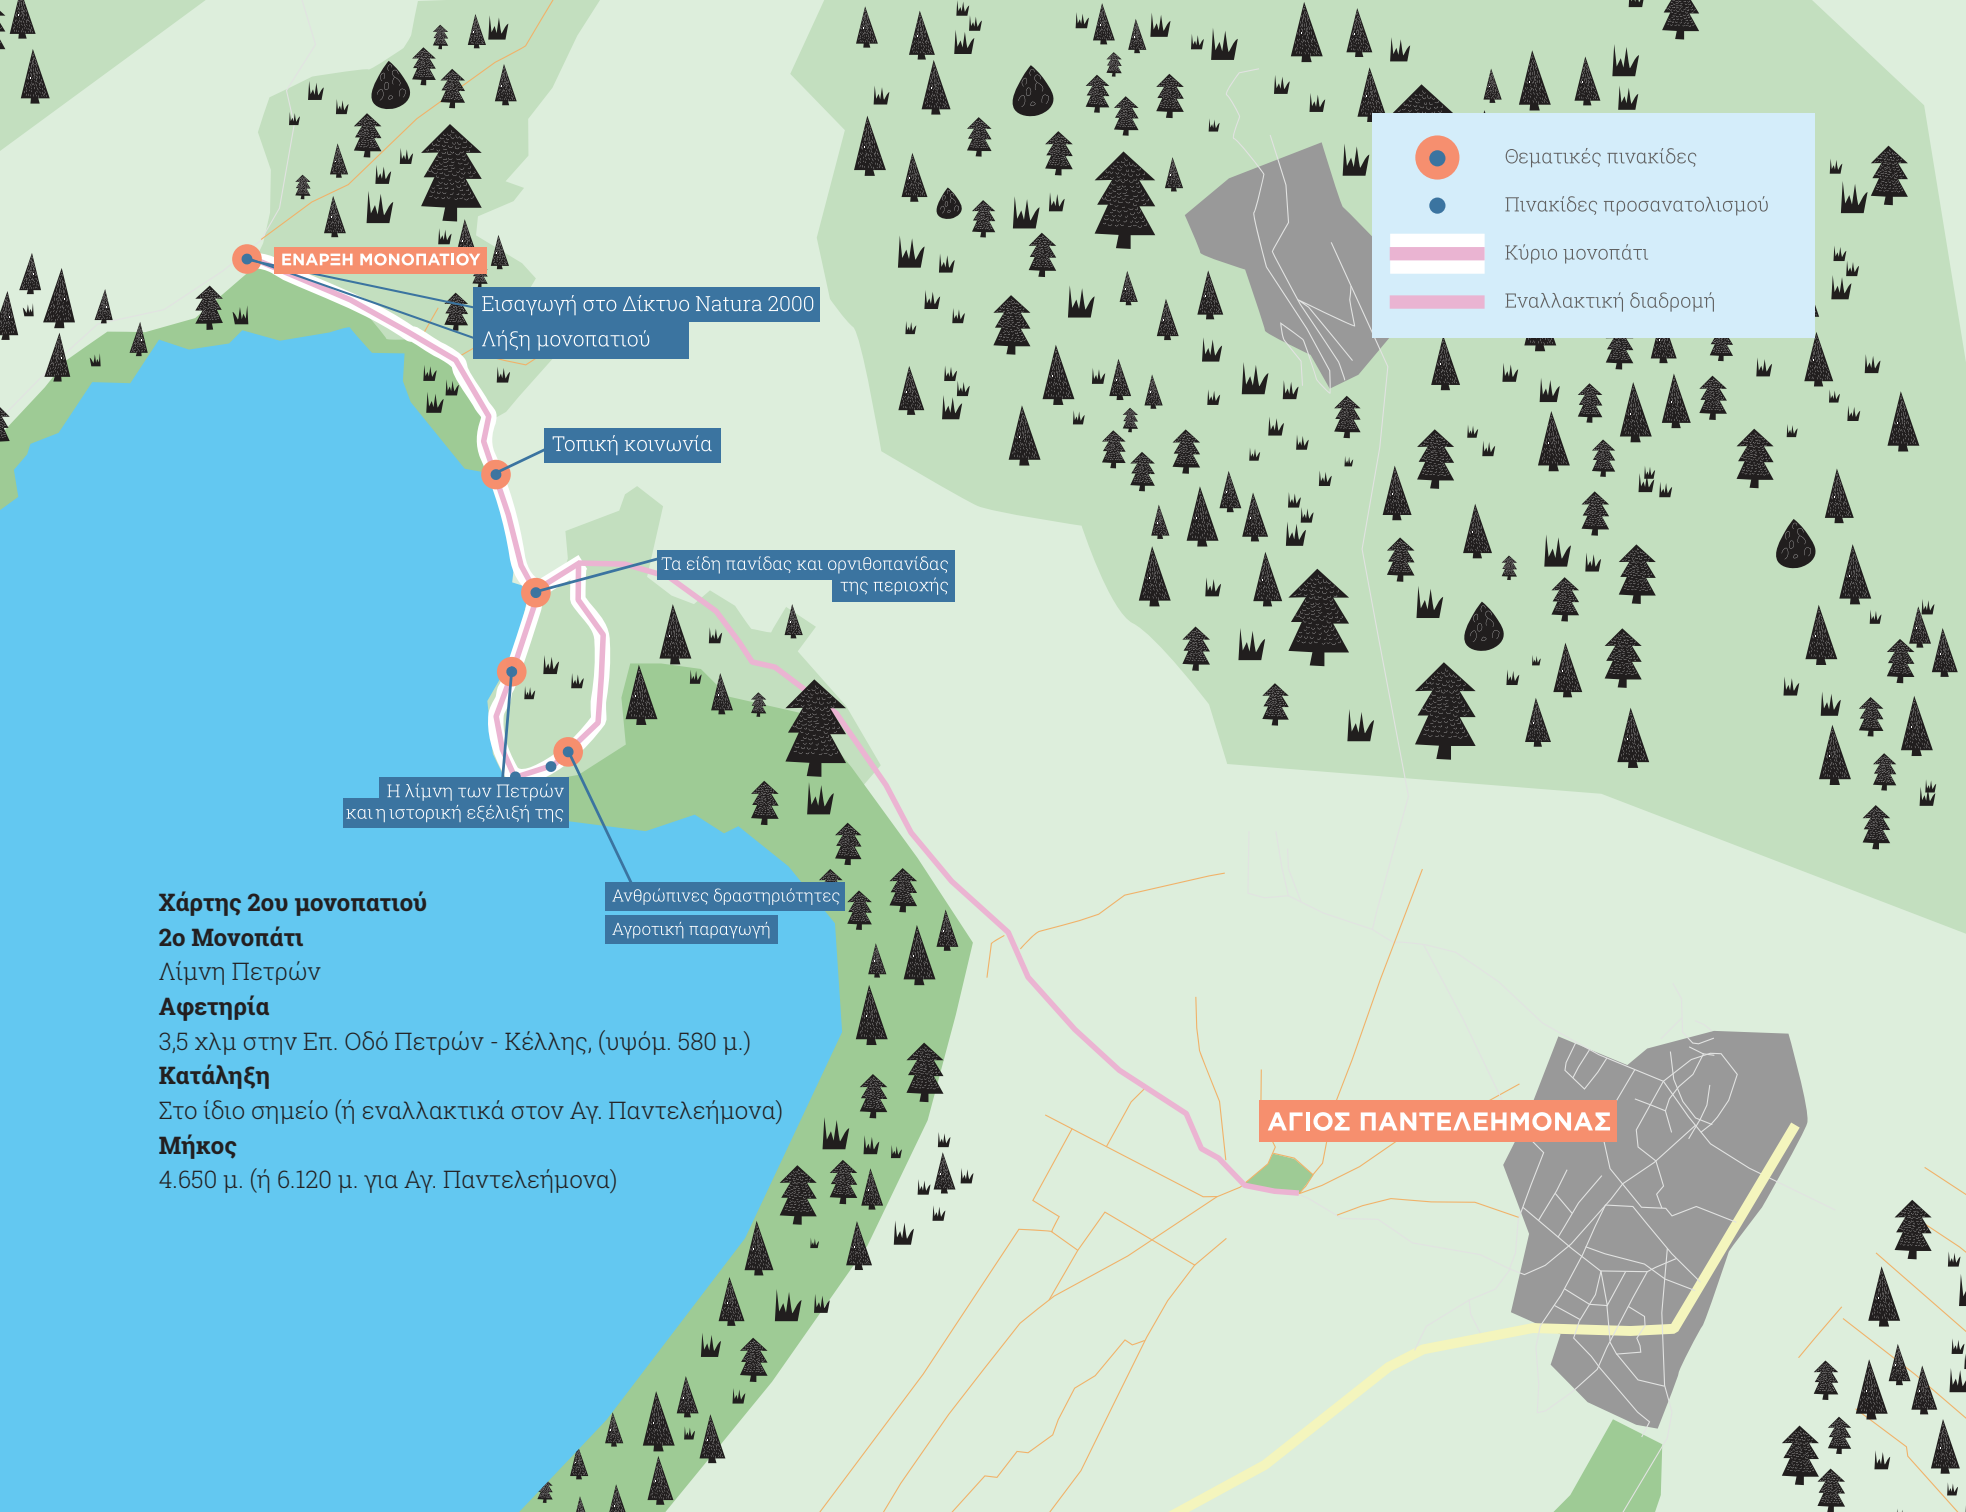 Θεματικές πινακίδες
Πινακίδες προσανατολισμού
Κύριο μονοπάτι
Εναλλακτική διαδρομή
ΕΝΑΡΞΗ ΜΟΝΟΠΑΤΙΟΥ
Εισαγωγή στο Δίκτυο Natura 2000
Λήξη μονοπατιού
Τοπική κοινωνία
Τα είδη πανίδας και ορνιθοπανίδας
της περιοχής
Η λίμνη των Πετρών
και η ιστορική εξέλιξή της
Ανθρώπινες δραστηριότητες
Αγροτική παραγωγή
Χάρτης 2ου μονοπατιού
2ο Μονοπάτι
Λίμνη Πετρών
Αφετηρία
3,5 χλμ στην Επ. Οδό Πετρών - Κέλλης, (υψόμ. 580 μ.)
Κατάληξη
Στο ίδιο σημείο (ή εναλλακτικά στον Αγ. Παντελεήμονα)
Μήκος
4.650 μ. (ή 6.120 μ. για Αγ. Παντελεήμονα)
ΑΓΙΟΣ ΠΑΝΤΕΛΕΗΜΟΝΑΣ